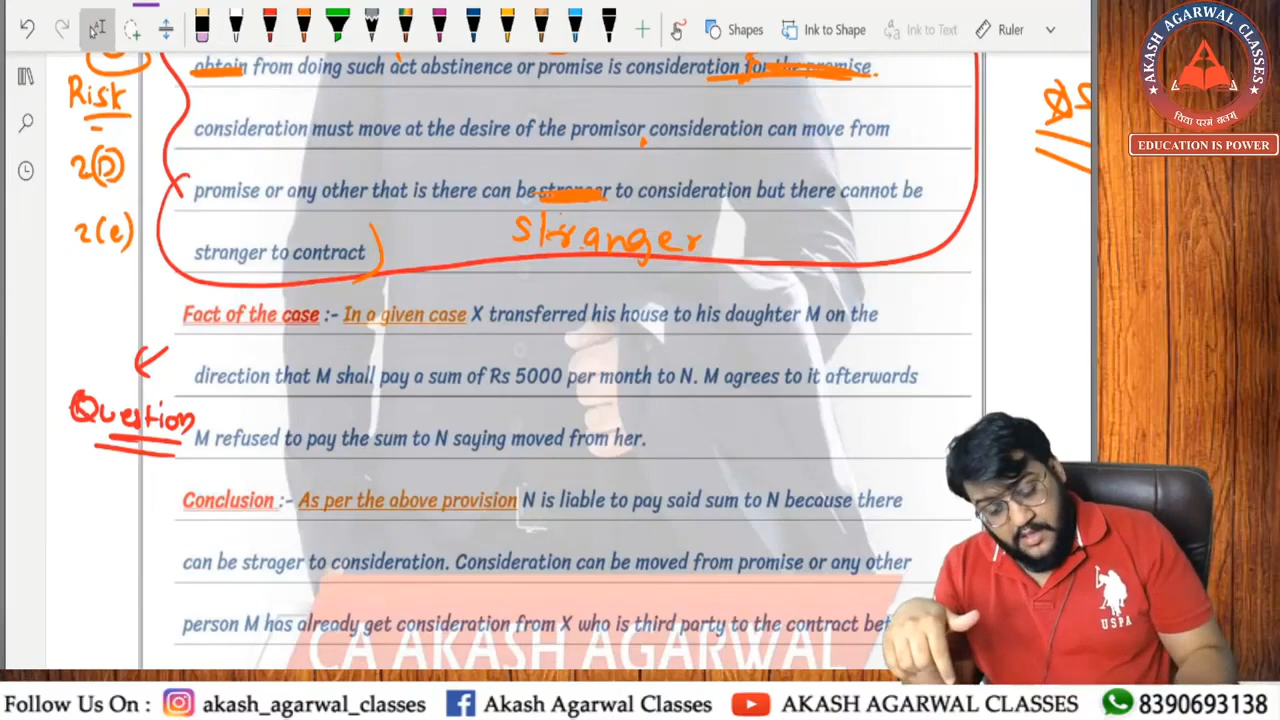 Shapes
Ink to Shape
Ink to Text
Ruler
AKASH AGARWAL CLASSES
विद्या परमं बलम्
EDUCATION IS POWER
obtain from doing such act abstinence or promise is consideration for the promise.
Risk
consideration must move at the desire of the promisor consideration can move from
2(D)
promise or any other that is there can be stranger to consideration but there cannot be
2(e)
Stranger
stranger to contract
Fact of the case :- In a given case X transferred his house to his daughter M on the
direction that M shall pay a sum of Rs 5000 per month to N. M agrees to it afterwards
Question
M refused to pay the sum to N saying moved from her.
Conclusion :- As per the above provision N is liable to pay said sum to N because there
can be strager to consideration. Consideration can be moved from promise or any other
person M has already get consideration from X who is third party to the contract bet
CA AKASH AGARWAL
USPA
Follow Us On : akash_agarwal_classes Akash Agarwal Classes AKASH AGARWAL CLASSES 8390693138